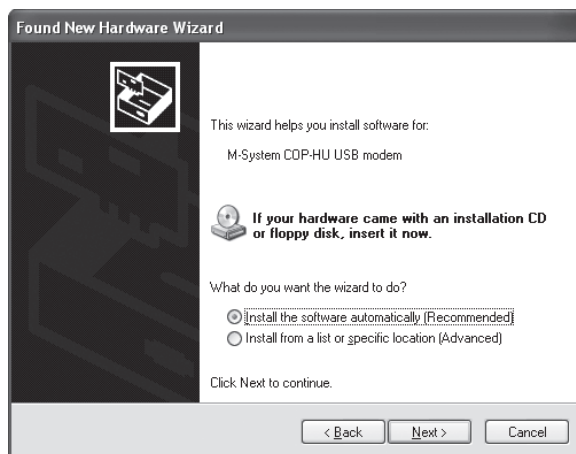 Found New Hardware Wizard
This wizard helps you install software for:
M-System COP-HU USB modem
If your hardware came with an installation CD
or floppy disk, insert it now.
What do you want the wizard to do?
Install the software automatically (Recommended)
Install from a list or specific location (Advanced)
Click Next to continue.
< Back Next > Cancel